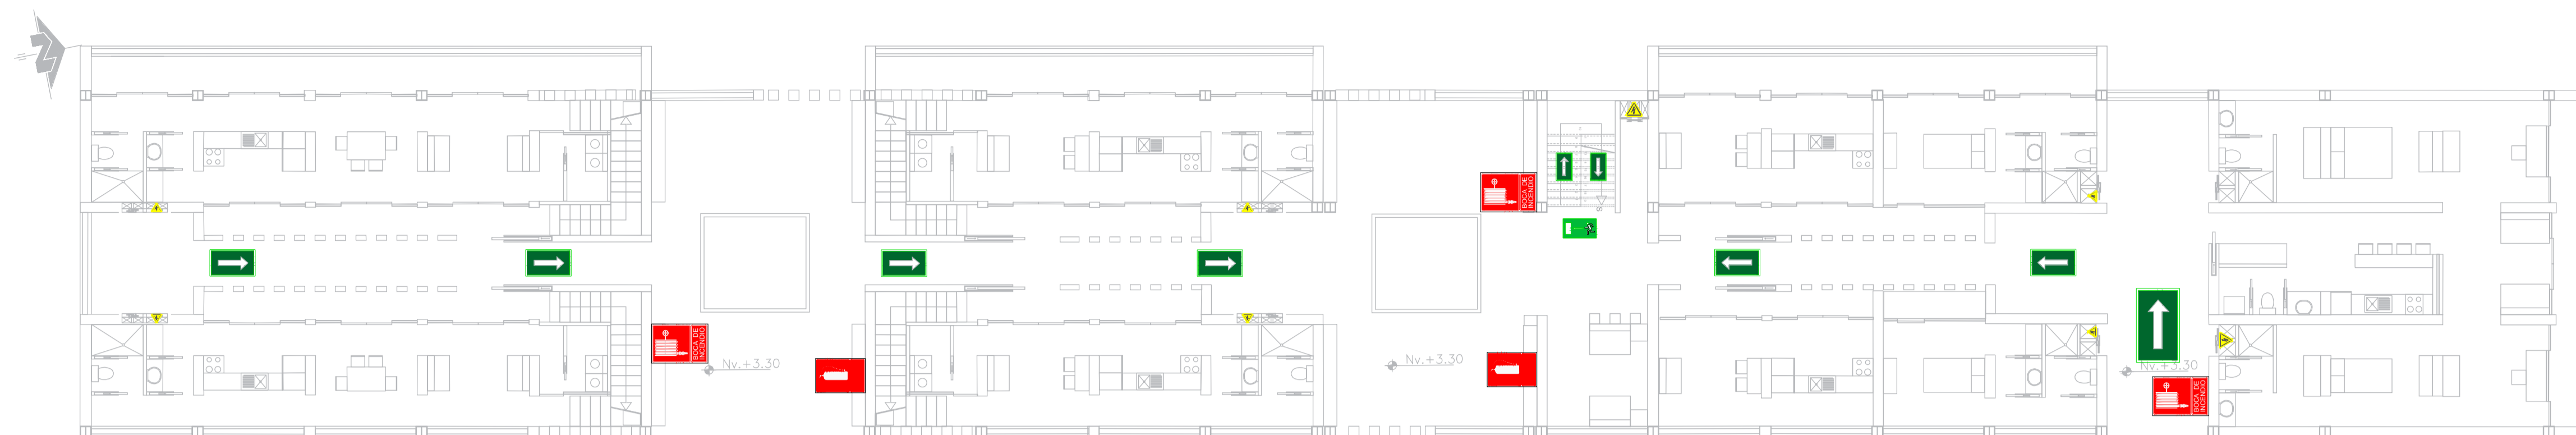 BOCA DE
INCENDIO
S
BOCA DE
INCENDIO
Nv.+3.30
Nv.+3.30
Nv.+3.30
BOCA DE
INCENDIO